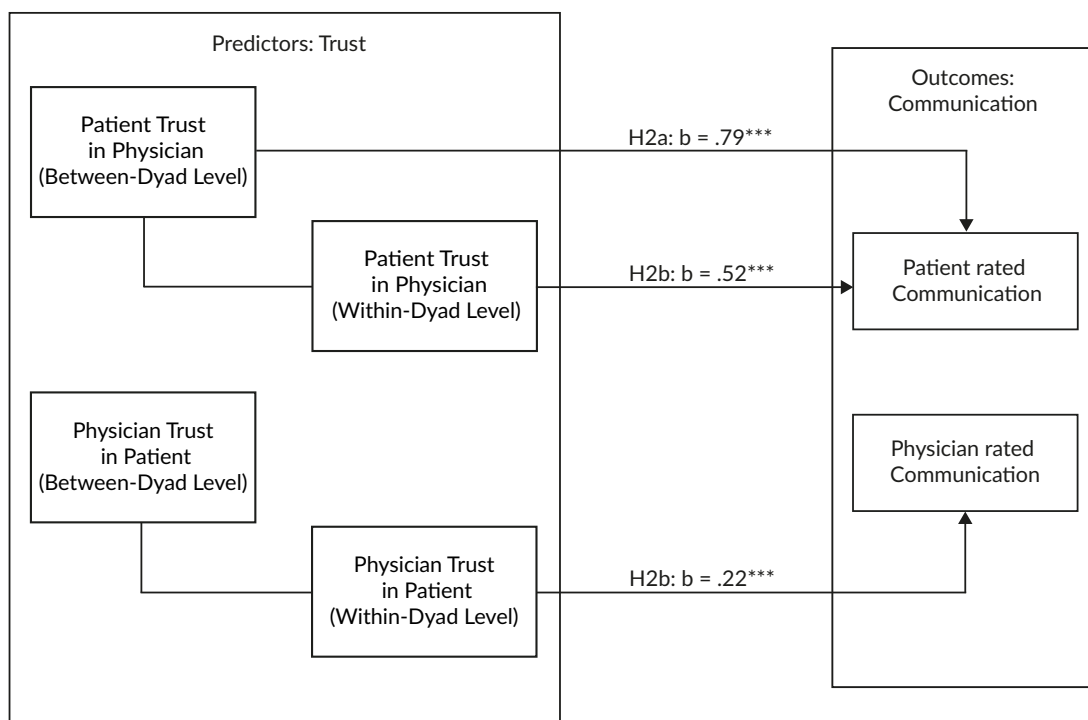 Predictors: Trust
Outcomes:
Communication
Patient Trust
in Physician
(Between-Dyad Level)
H2a: b = .79***
Patient Trust
in Physician
(Within-Dyad Level)
H2b: b = .52***
Patient rated
Communication
Physician Trust
in Patient
(Between-Dyad Level)
Physician rated
Communication
Physician Trust
in Patient
(Within-Dyad Level)
H2b: b = .22***